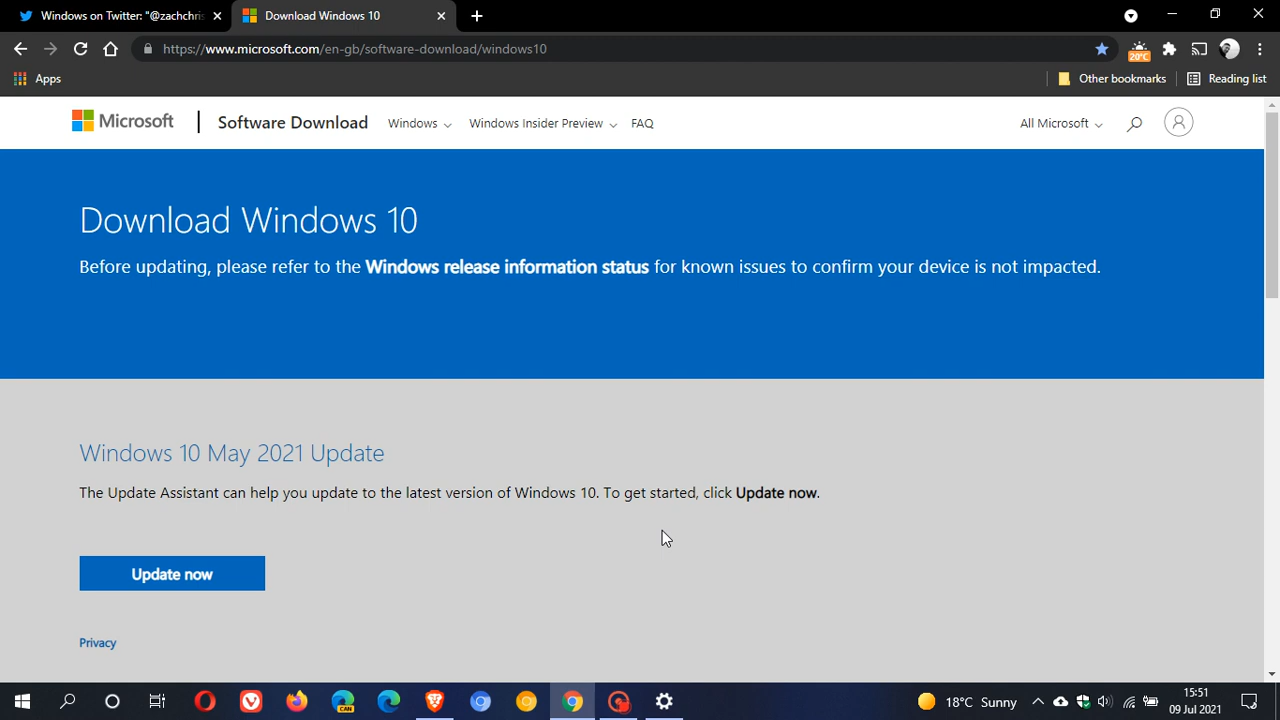 Windows on Twitter: "@zachchris
Download Windows 10
https://www.microsoft.com/en-gb/software-download/windows10
20°C
Apps
Other bookmarks
Reading list
Microsoft
Software Download
Windows
Windows Insider Preview
FAQ
All Microsoft
Download Windows 10
Before updating, please refer to the Windows release information status for known issues to confirm your device is not impacted.
Windows 10 May 2021 Update
The Update Assistant can help you update to the latest version of Windows 10. To get started, click Update now.
Update now
Privacy
CAN
18°C Sunny
15:51
09 Jul 2021